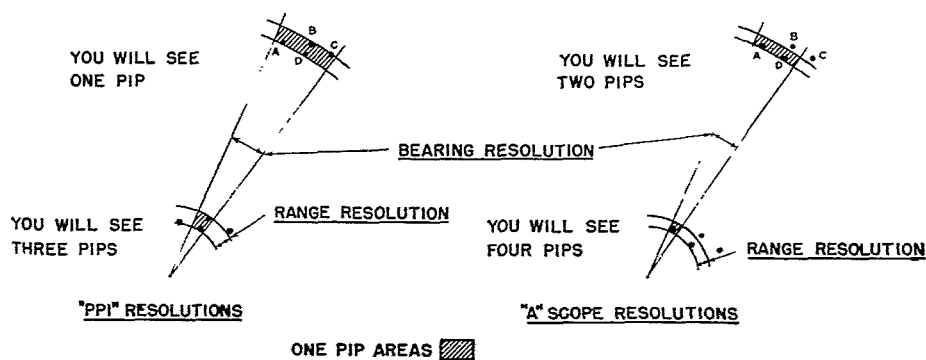 YOU WILL SEE
ONE PIP
A
B
C
D
YOU WILL SEE
TWO PIPS
A
B
C
D
BEARING RESOLUTION
YOU WILL SEE
THREE PIPS
RANGE RESOLUTION
YOU WILL SEE
FOUR PIPS
RANGE RESOLUTION
"PPI" RESOLUTIONS
"A" SCOPE RESOLUTIONS
ONE PIP AREAS